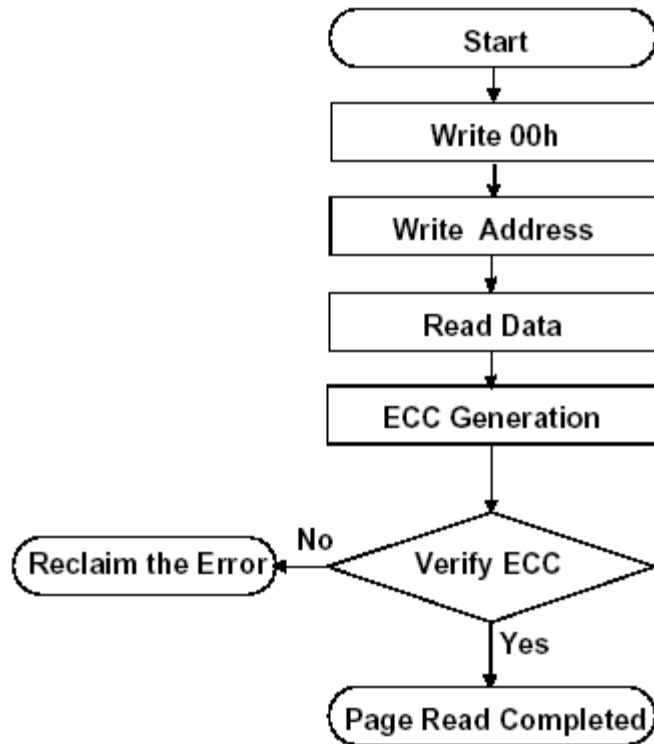 Start
Write 00h
Write Address
Read Data
ECC Generation
No
Reclaim the Error
Verify ECC
Yes
Page Read Completed